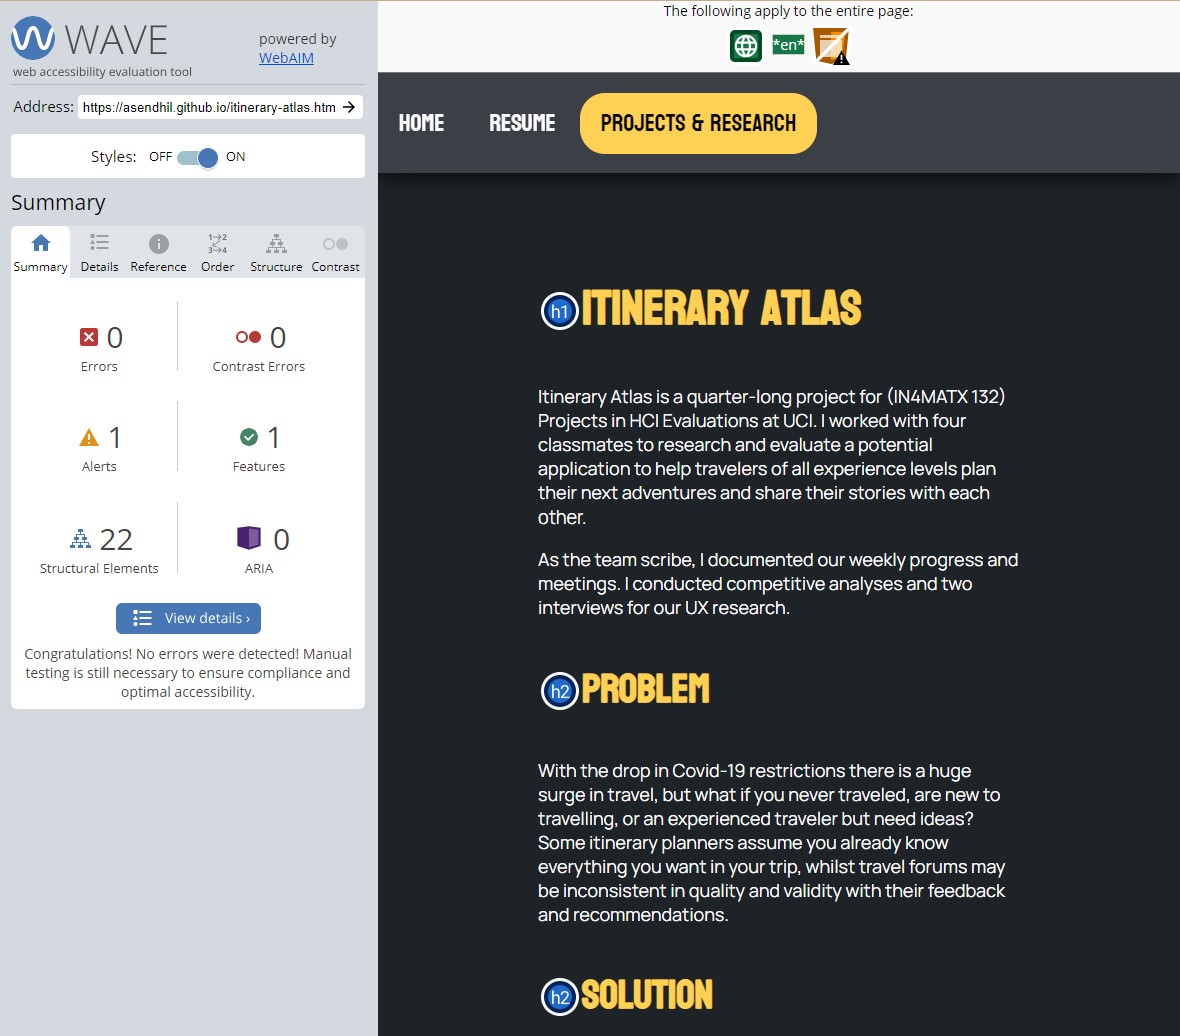 WAVE
web accessibility evaluation tool
powered by
WebAIM
Address: https://asendhil.github.io/itinerary-atlas.htm
Styles: OFF ON
Summary
Summary Details Reference Order Structure Contrast
0
Errors
0
Contrast Errors
1
Alerts
1
Features
22
Structural Elements
0
ARIA
View details ›
Congratulations! No errors were detected! Manual
testing is still necessary to ensure compliance and
optimal accessibility.
The following apply to the entire page:
*en*
HOME RESUME PROJECTS & RESEARCH
h1 ITINERARY ATLAS
Itinerary Atlas is a quarter-long project for (IN4MATX 132)
Projects in HCI Evaluations at UCI. I worked with four
classmates to research and evaluate a potential
application to help travelers of all experience levels plan
their next adventures and share their stories with each
other.
As the team scribe, I documented our weekly progress and
meetings. I conducted competitive analyses and two
interviews for our UX research.
h2 PROBLEM
With the drop in Covid-19 restrictions there is a huge
surge in travel, but what if you never traveled, are new to
travelling, or an experienced traveler but need ideas?
Some itinerary planners assume you already know
everything you want in your trip, whilst travel forums may
be inconsistent in quality and validity with their feedback
and recommendations.
h2 SOLUTION